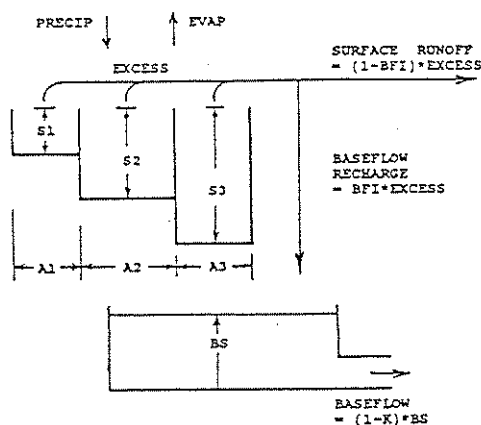 PRECIP
EVAP
EXCESS
SURFACE RUNOFF
= (1-BFI)*EXCESS
S1
S2
S3
BASEFLOW
RECHARGE
= BFI*EXCESS
A1
A2
A3
BS
BASEFLOW
= (1-K)*BS